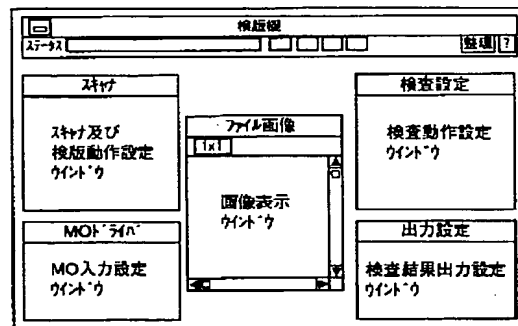 検版機
ステータス
整理 ?
スキャナ
スキャナ及び
検版動作設定
ウインドウ
ファイル画像
1x1
画像表示
ウインドウ
検査設定
検査動作設定
ウインドウ
MOドライバ
MO入力設定
ウインドウ
出力設定
検査結果出力設定
ウインドウ